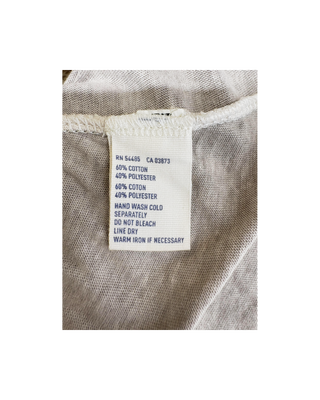 RN 54485 CA 03873
60% COTTON
40% POLYESTER
60% COTON
40% POLYESTER
HAND WASH COLD
SEPARATELY
DO NOT BLEACH
LINE DRY
WARM IRON IF NECESSARY